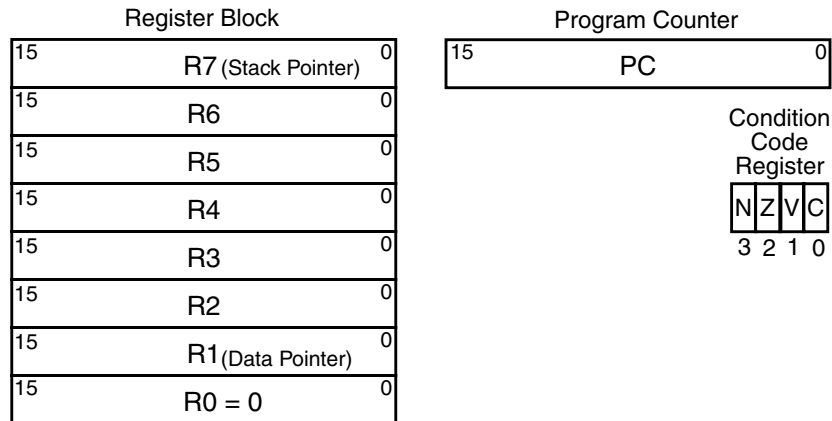 Register Block
15 R7 (Stack Pointer) 0
15 R6 0
15 R5 0
15 R4 0
15 R3 0
15 R2 0
15 R1 (Data Pointer) 0
15 R0 = 0 0
Program Counter
15 PC 0
Condition
Code
Register
N Z V C
3 2 1 0